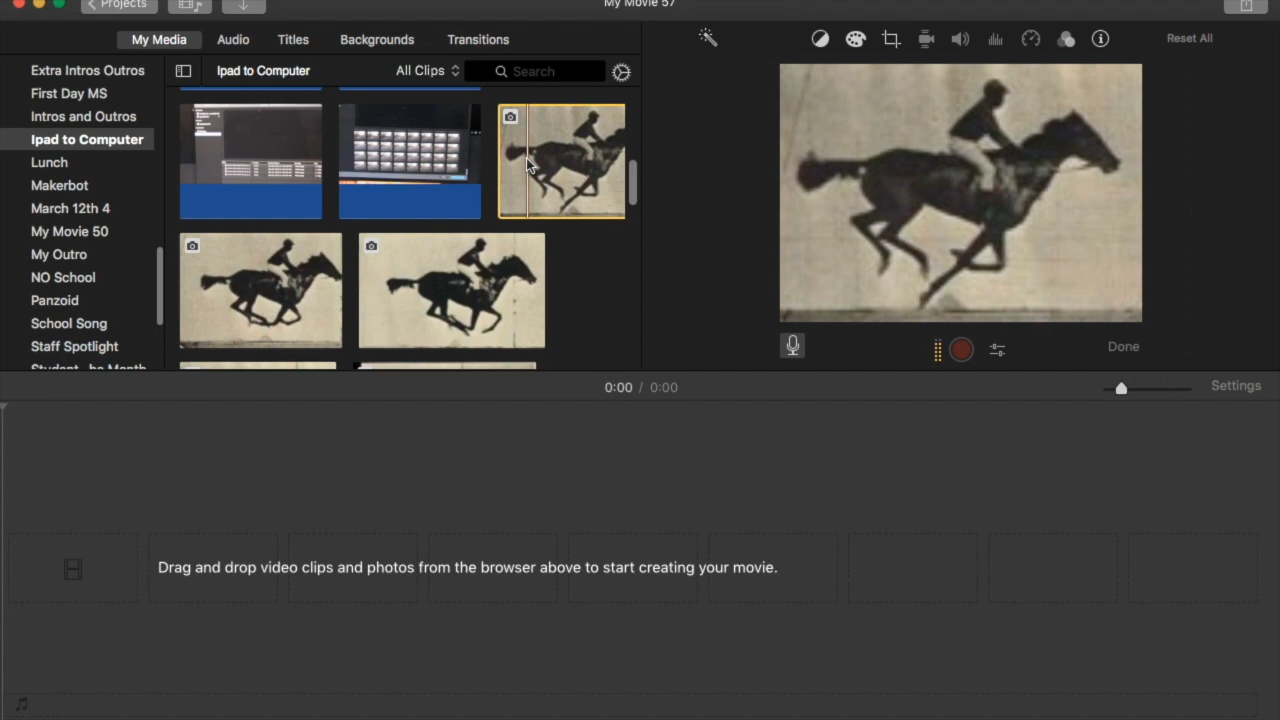 Projects
My Movie 57
My Media Audio Titles Backgrounds Transitions
Reset All
Ipad to Computer
All Clips
Search
Extra Intros Outros
First Day MS
Intros and Outros
Ipad to Computer
Lunch
Makerbot
March 12th 4
My Movie 50
My Outro
NO School
Panzoid
School Song
Staff Spotlight
Done
0:00 / 0:00
Settings
Drag and drop video clips and photos from the browser above to start creating your movie.